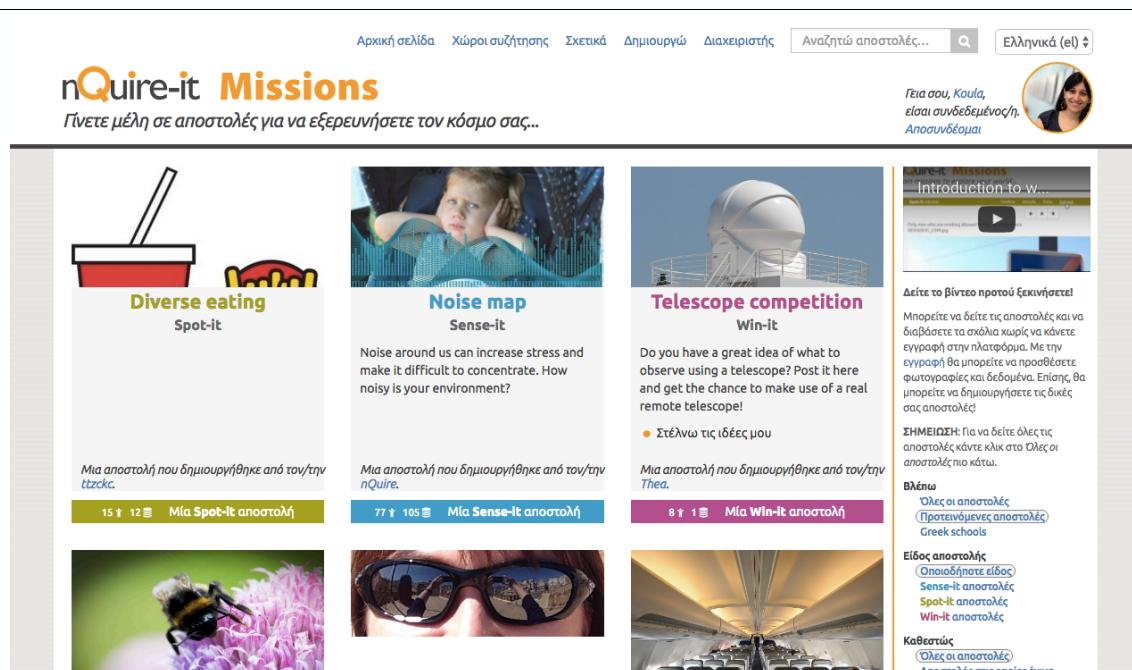 Αρχική σελίδα Χώροι συζήτησης Σχετικά Δημιουργώ Διαχειριστής Αναζητώ αποστολές... Ελληνικά (el)
nQuire-it Missions
Γίνετε μέλη σε αποστολές για να εξερευνήσετε τον κόσμο σας...
Γεια σου, Koula,
είσαι συνδεδεμένος/η.
Αποσυνδέομαι
Diverse eating
Spot-it
Μια αποστολή που δημιουργήθηκε από τον/την
ttzckc.
15 12 Μία Spot-it αποστολή
Noise map
Sense-it
Noise around us can increase stress and
make it difficult to concentrate. How
noisy is your environment?
Μια αποστολή που δημιουργήθηκε από τον/την
nQuire.
77 105 Μία Sense-it αποστολή
Telescope competition
Win-it
Do you have a great idea of what to
observe using a telescope? Post it here
and get the chance to make use of a real
remote telescope!
Στέλνω τις ιδέες μου
Μια αποστολή που δημιουργήθηκε από τον/την
Thea.
8 1 Μία Win-it αποστολή
Introduction to w...
Δείτε το βίντεο προτού ξεκινήσετε!
Μπορείτε να δείτε τις αποστολές και να
διαβάσετε τα σχόλια χωρίς να κάνετε
εγγραφή στην πλατφόρμα. Με την
εγγραφή θα μπορείτε να προσθέσετε
φωτογραφίες και δεδομένα. Επίσης, θα
μπορείτε να δημιουργήσετε τις δικές
σας αποστολές!
ΣΗΜΕΙΩΣΗ: Για να δείτε όλες τις
αποστολές κάντε κλικ στο Όλες οι
αποστολές πιο κάτω.
Βλέπω
Όλες οι αποστολές
Προτεινόμενες αποστολές
Greek schools
Είδος αποστολής
Οποιοδήποτε είδος
Sense-it αποστολές
Spot-it αποστολές
Win-it αποστολές
Καθεστώς
Όλες οι αποστολές